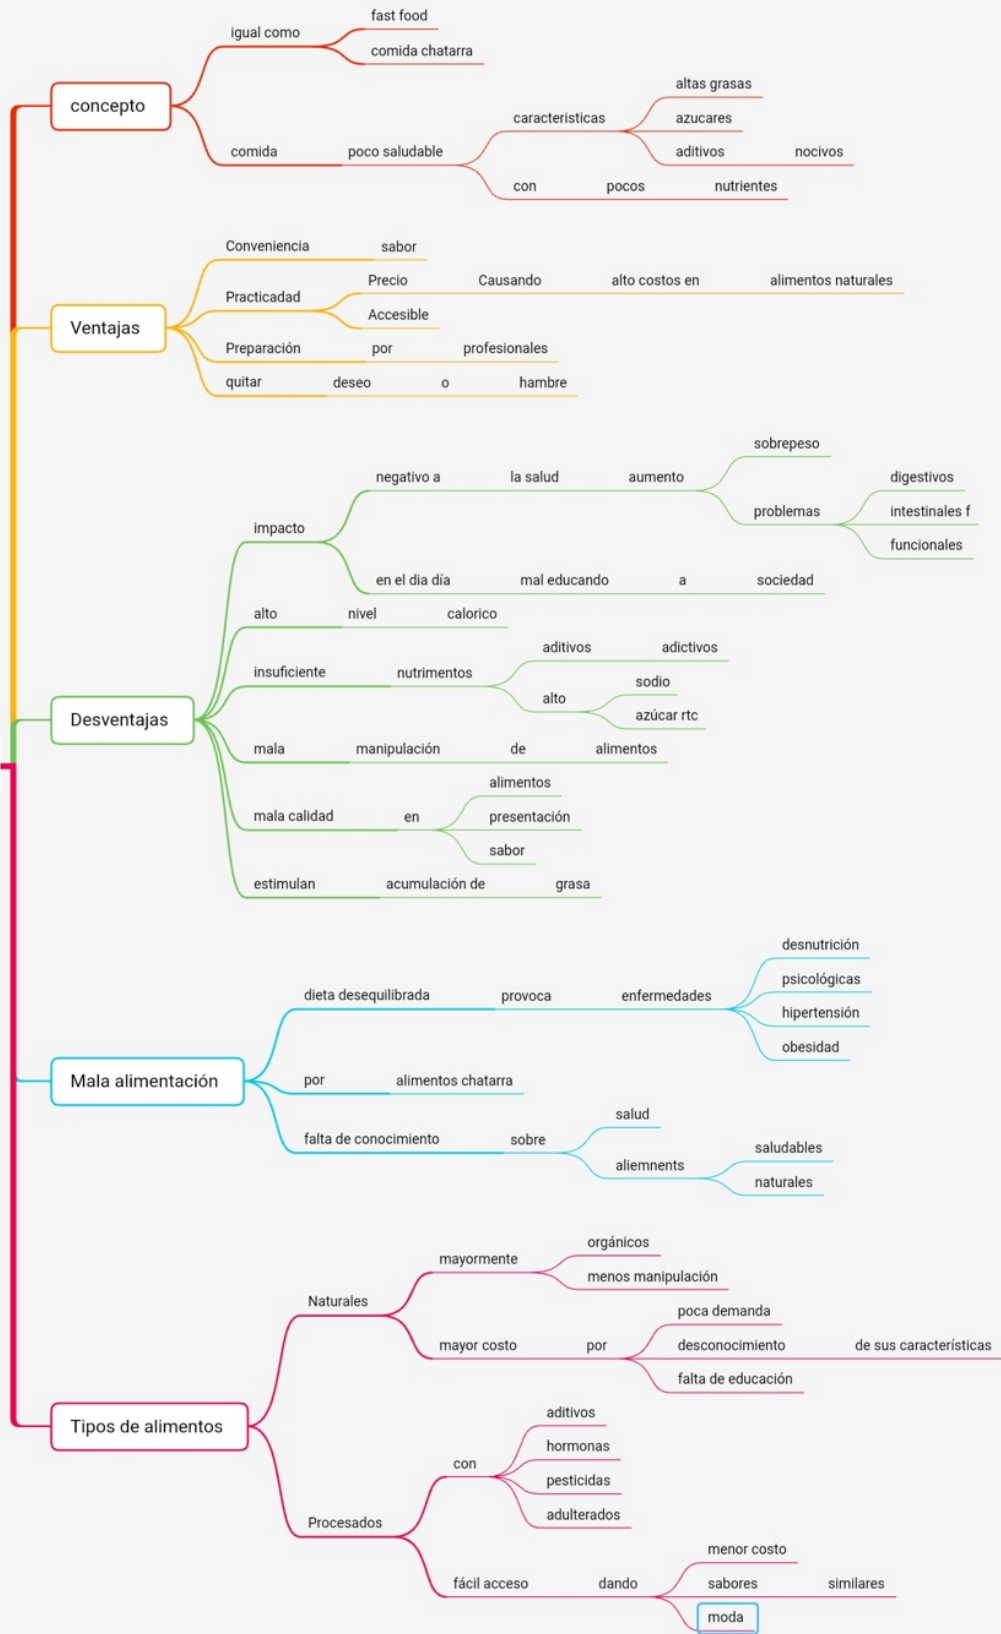 concepto
igual como
fast food
comida chatarra
comida poco saludable
caracteristicas
altas grasas
azucares
aditivos nocivos
con pocos nutrientes
Ventajas
Conveniencia sabor
Practicadad
Precio Causando alto costos en alimentos naturales
Accesible
Preparación por profesionales
quitar deseo o hambre
Desventajas
impacto
negativo a la salud aumento
sobrepeso
problemas
digestivos
intestinales f
funcionales
en el dia día mal educando a sociedad
alto nivel calorico
insuficiente nutrimentos
aditivos adictivos
alto
sodio
azúcar rtc
mala manipulación de alimentos
mala calidad en
alimentos
presentación
sabor
estimulan acumulación de grasa
Mala alimentación
dieta desequilibrada provoca enfermedades
desnutrición
psicológicas
hipertensión
obesidad
por alimentos chatarra
falta de conocimiento sobre
salud
aliemnents
saludables
naturales
Tipos de alimentos
Naturales
mayormente
orgánicos
menos manipulación
mayor costo por
poca demanda
desconocimiento de sus características
falta de educación
Procesados
con
aditivos
hormonas
pesticidas
adulterados
fácil acceso dando
menor costo
sabores similares
moda